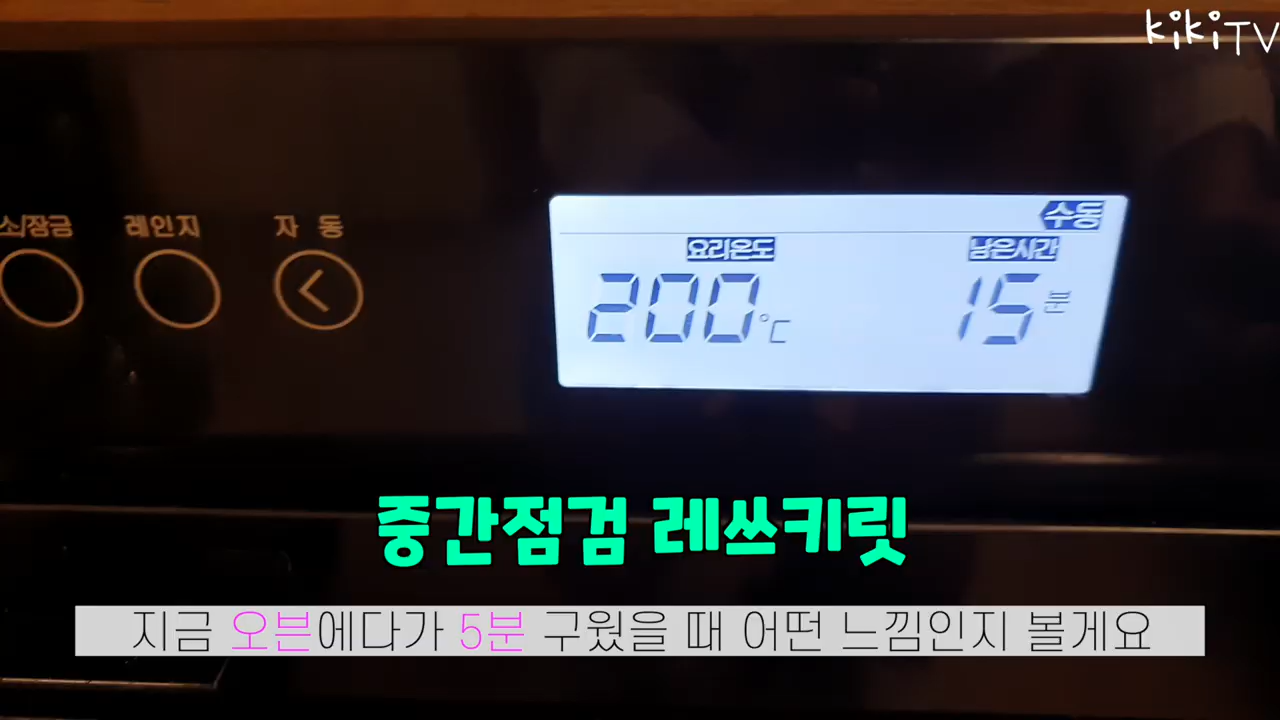 kikiTV
소/잠금 레인지 자동
수동
요리온도 남은시간
200℃ 15분
중간점검 레쓰키릿
지금 오븐에다가 5분 구웠을 때 어떤 느낌인지 볼게요